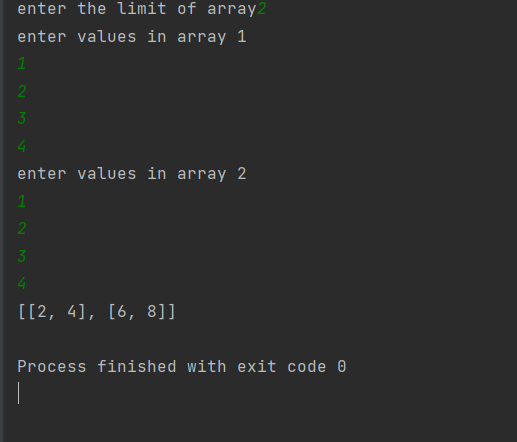 enter the limit of array2
enter values in array 1
1
2
3
4
enter values in array 2
1
2
3
4
[[2, 4], [6, 8]]
Process finished with exit code 0